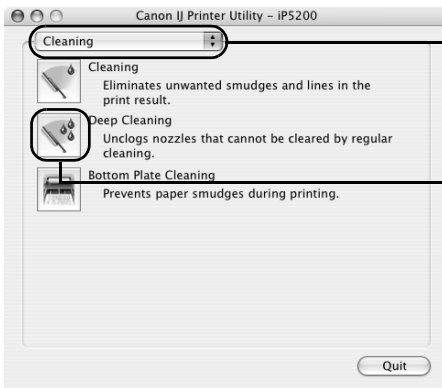 Canon IJ Printer Utility – iP5200
Cleaning
Cleaning
Eliminates unwanted smudges and lines in the
print result.
Deep Cleaning
Unclogs nozzles that cannot be cleared by regular
cleaning.
Bottom Plate Cleaning
Prevents paper smudges during printing.
Quit